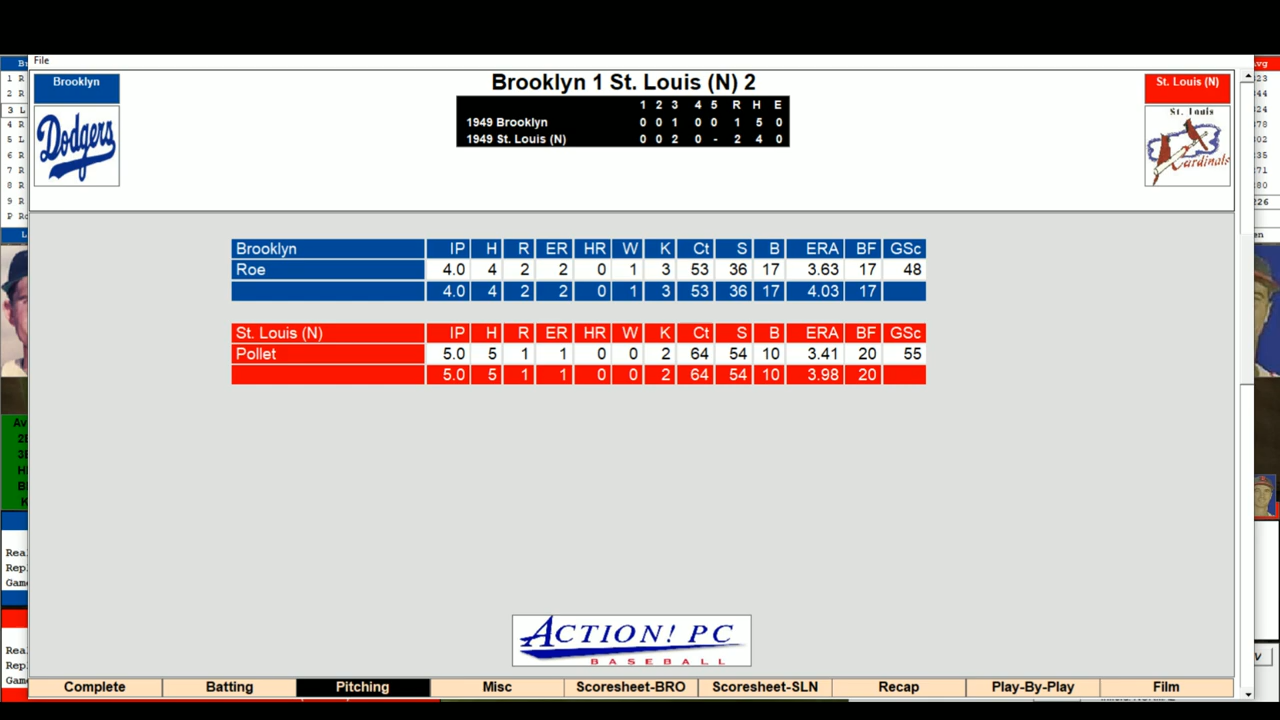 File
Brooklyn
Dodgers
Brooklyn 1 St. Louis (N) 2
1 2 3 4 5 R H E
1949 Brooklyn 0 0 1 0 0 1 5 0
1949 St. Louis (N) 0 0 2 0 - 2 4 0
St. Louis (N)
St. Louis
Cardinals
Brooklyn IP H R ER HR W K Ct S B ERA BF GSc
Roe 4.0 4 2 2 0 1 3 53 36 17 3.63 17 48
4.0 4 2 2 0 1 3 53 36 17 4.03 17
St. Louis (N) IP H R ER HR W K Ct S B ERA BF GSc
Pollet 5.0 5 1 1 0 0 2 64 54 10 3.41 20 55
5.0 5 1 1 0 0 2 64 54 10 3.98 20
ACTION! PC
BASEBALL
Complete Batting Pitching Misc Scoresheet-BRO Scoresheet-SLN Recap Play-By-Play Film